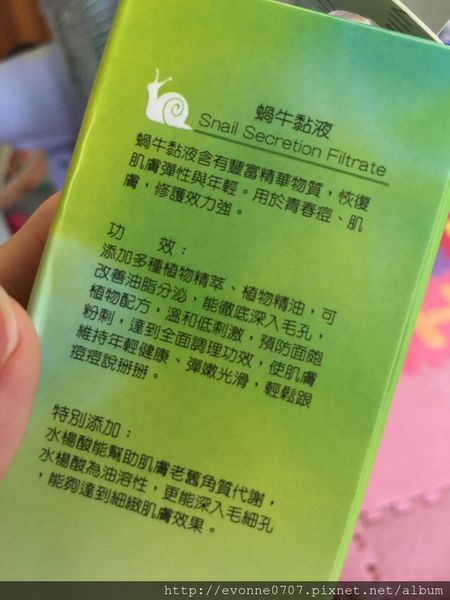 蝸牛黏液
Snail Secretion Filtrate
蝸牛黏液含有豐富精華物質，恢復
肌膚彈性與年輕。用於青春痘、肌
膚，修護效力強。
功 效：
添加多種植物精萃、植物精油，可
改善油脂分泌，能徹底深入毛孔，
植物配方，溫和低刺激，預防面皰
粉刺，達到全面調理功效，使肌膚
維持年輕健康、彈嫩光滑，輕鬆跟
痘痘說掰掰。
特別添加：
水楊酸能幫助肌膚老舊角質代謝，
水楊酸為油溶性，更能深入毛細孔
，能夠達到細緻肌膚效果。
http://evonne0707.pixnet.net/album